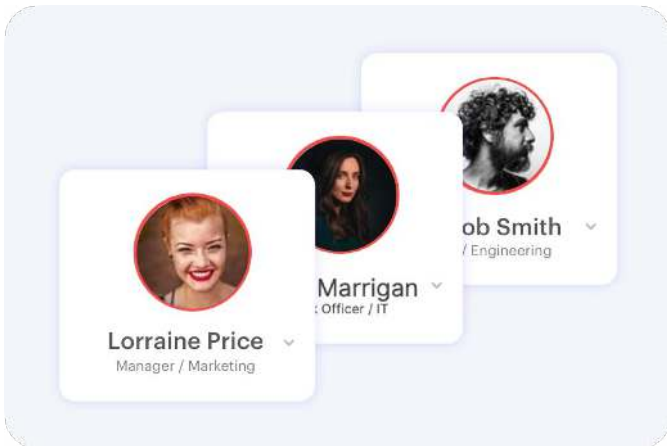 Lorraine Price
Manager / Marketing
Marrigan
Officer / IT
ob Smith
/ Engineering